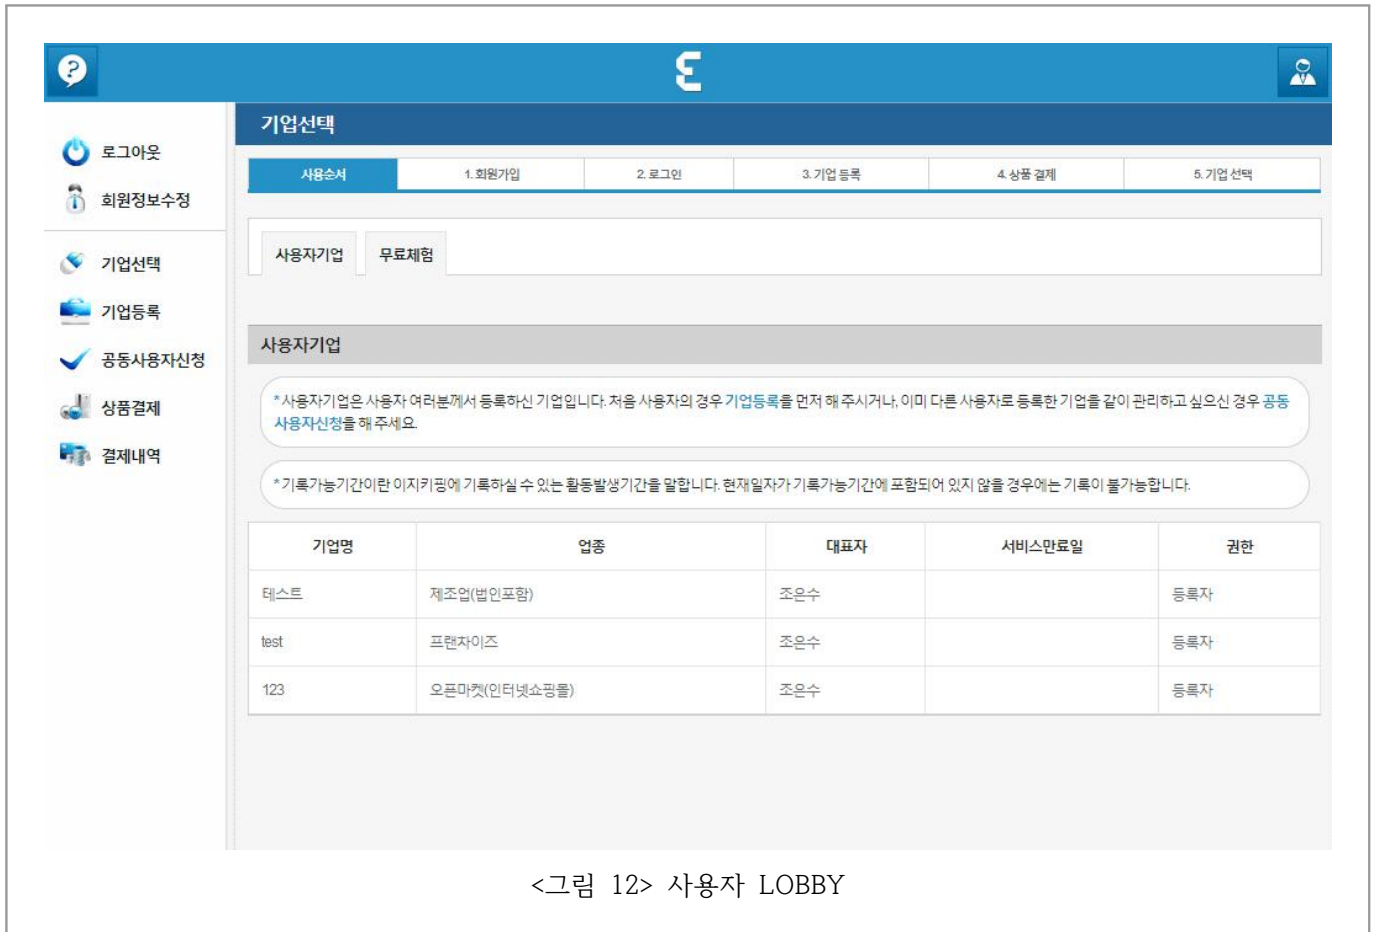 기업선택
로그아웃
회원정보수정
기업선택
기업등록
공동사용자신청
상품결제
결제내역
사용순서 1.회원가입 2.로그인 3.기업등록 4.상품 결제 5.기업 선택
사용자기업 무료체험
사용자기업
*사용자기업은 사용자 여러분께서 등록하신 기업입니다. 처음 사용자의 경우 기업등록을 먼저 해 주시거나, 이미 다른 사용자로 등록한 기업을 같이 관리하고 싶으신 경우 공동
사용자신청을 해 주세요.
*기록가능기간이란 이지키핑에 기록하실 수 있는 활동발생기간을 말합니다. 현재일자가 기록가능기간에 포함되어 있지 않을 경우에는 기록이 불가능합니다.
기업명 업종 대표자 서비스만료일 권한
테스트 제조업(법인포함) 조은수 등록자
test 프랜차이즈 조은수 등록자
123 오픈마켓(인터넷쇼핑몰) 조은수 등록자
<그림 12> 사용자 LOBBY